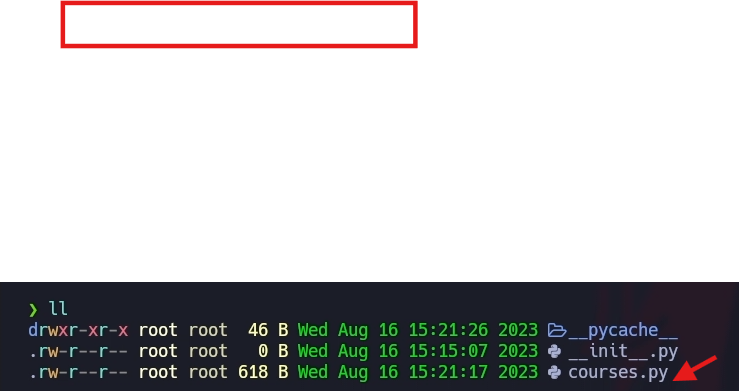 ❯ ll
drwxr-xr-x root root 46 B Wed Aug 16 15:21:26 2023 __pycache__
.rw-r--r-- root root 0 B Wed Aug 16 15:15:07 2023 __init__.py
.rw-r--r-- root root 618 B Wed Aug 16 15:21:17 2023 courses.py